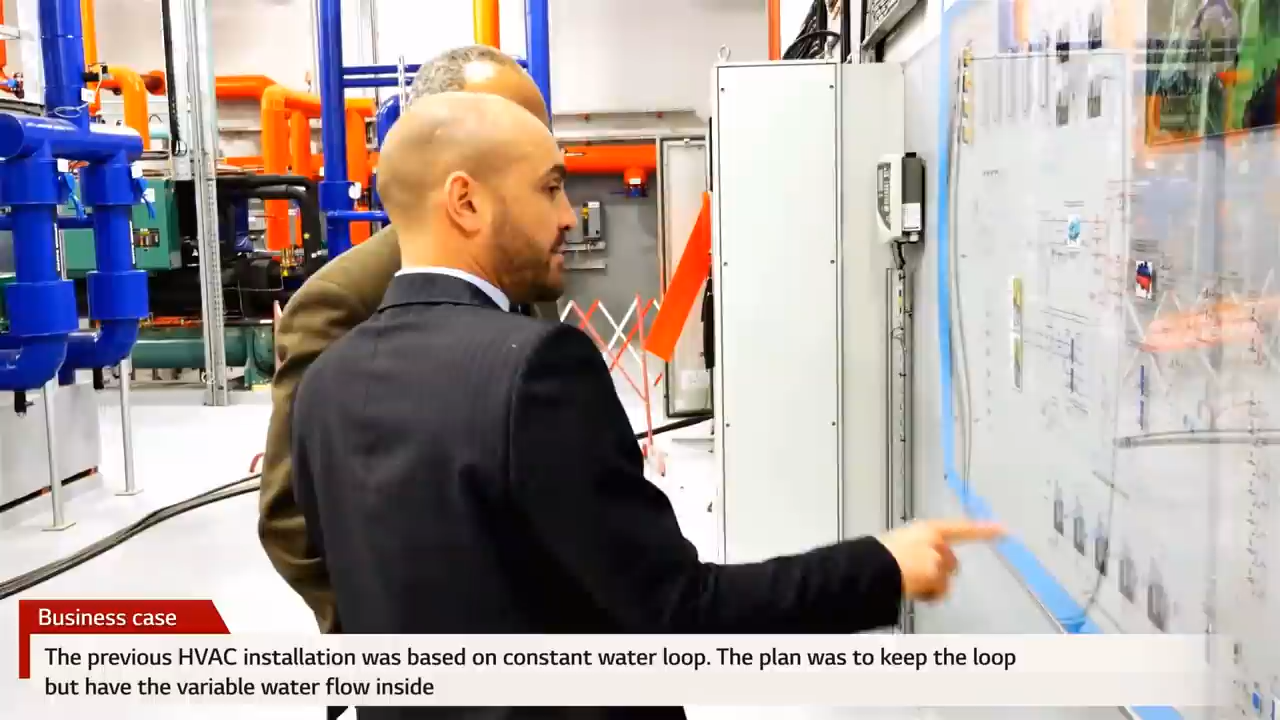 Business case
The previous HVAC installation was based on constant water loop. The plan was to keep the loop
but have the variable water flow inside